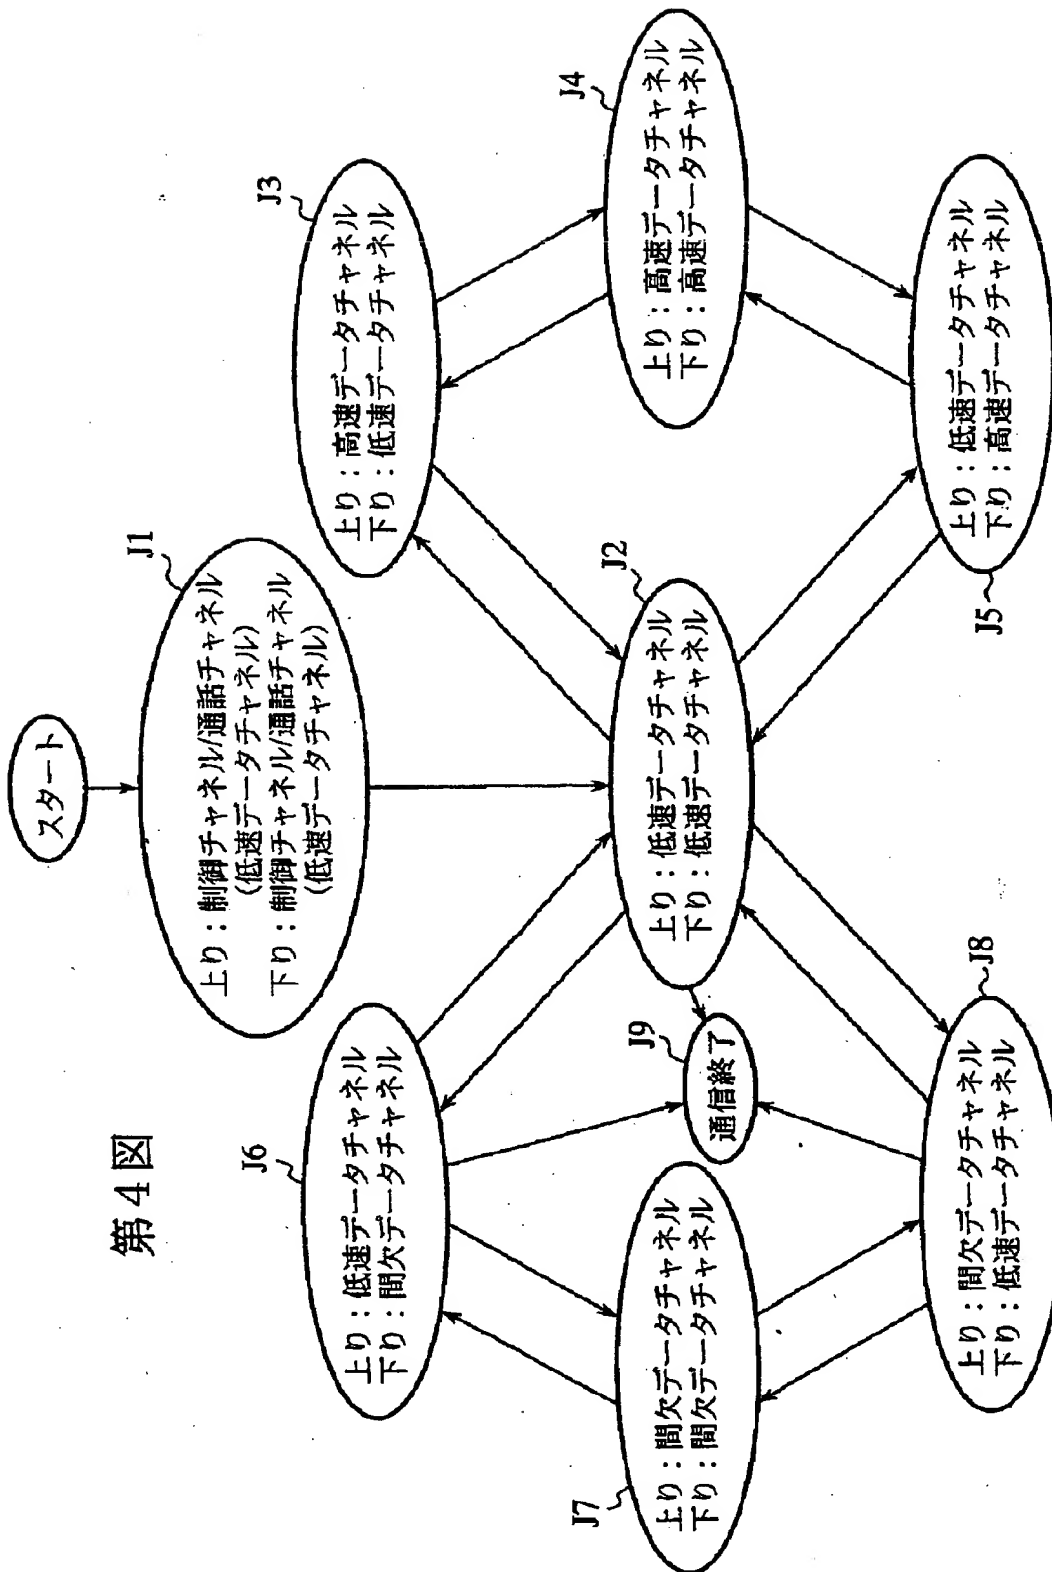 第4図
スタート
J1
上り：制御チャネル/通話チャネル
(低速データチャネル)
下り：制御チャネル/通話チャネル
(低速データチャネル)
J6
上り：低速データチャネル
下り：間欠データチャネル
J3
上り：高速データチャネル
下り：低速データチャネル
J7
上り：間欠データチャネル
下り：間欠データチャネル
J9
通信終了
J2
上り：低速データチャネル
下り：低速データチャネル
J4
上り：高速データチャネル
下り：高速データチャネル
J8
上り：間欠データチャネル
下り：低速データチャネル
J5
上り：低速データチャネル
下り：高速データチャネル